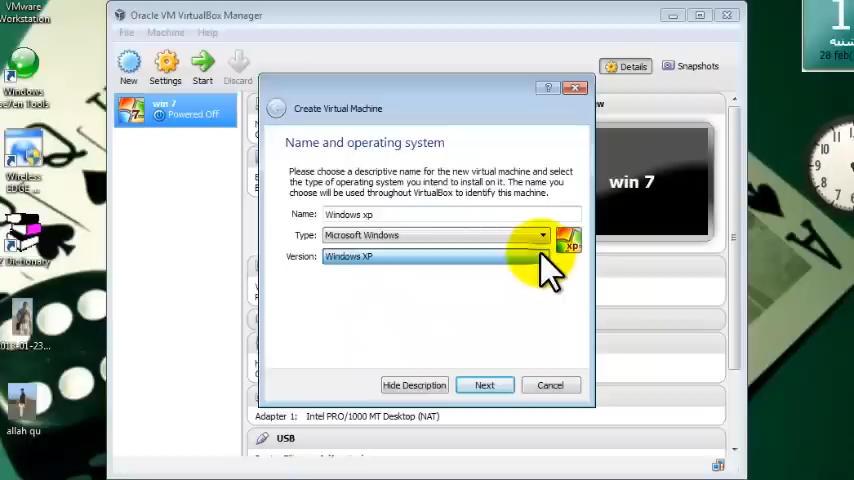 VMware
Workstation
Oracle VM VirtualBox Manager
File Machine Help
New Settings Start Discard
Details Snapshots
win 7
Powered Off
Create Virtual Machine
Name and operating system
Please choose a descriptive name for the new virtual machine and select
the type of operating system you intend to install on it. The name you
choose will be used throughout VirtualBox to identify this machine.
Name: Windows xp
Type: Microsoft Windows
Version: Windows XP
xp
Hide Description Next Cancel
win 7
Adapter 1: Intel PRO/1000 MT Desktop (NAT)
USB
Windows
Wireless
EDGE ...
Dictionary
allah qu
28 feb